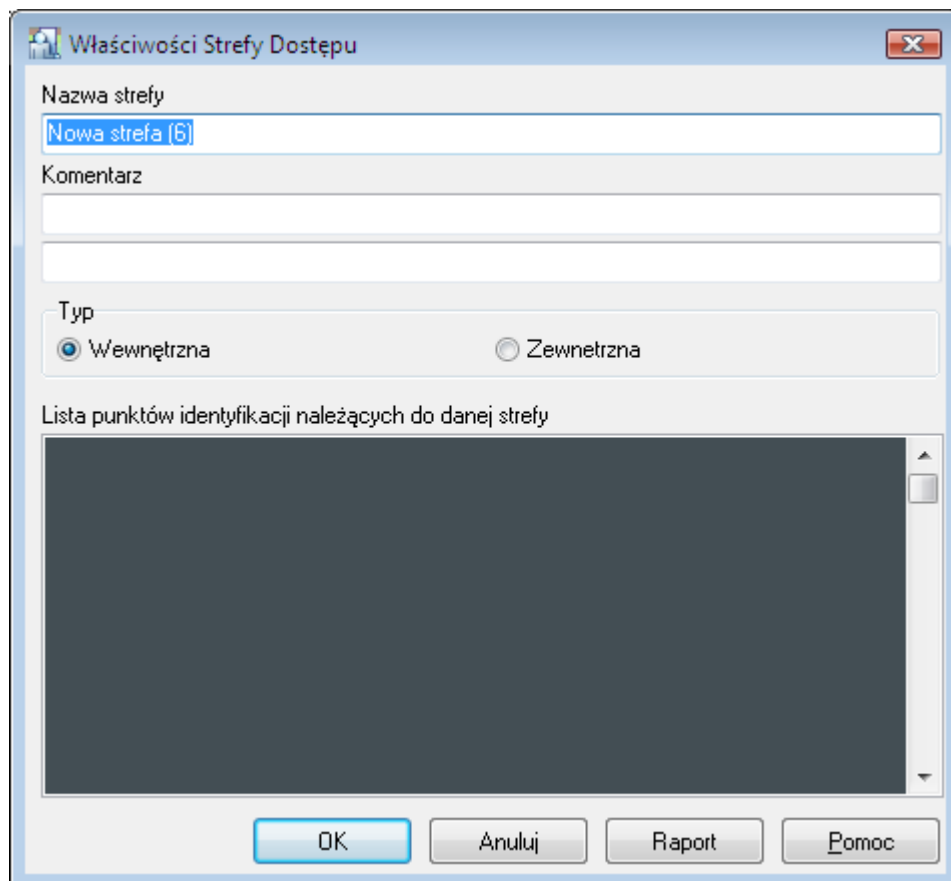 Właściwości Strefy Dostępu
Nazwa strefy
Nowa strefa (6)
Komentarz
Typ
Wewnętrzna Zewnetrzna
Lista punktów identyfikacji należących do danej strefy
OK Anuluj Raport Pomoc